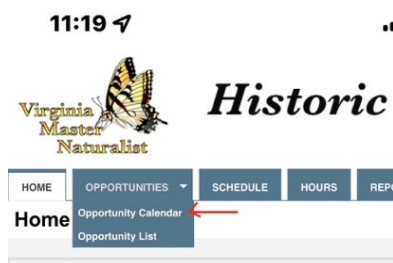 11:19
Virginia
Master
Naturalist
Historic
HOME OPPORTUNITIES SCHEDULE HOURS
Home
Opportunity Calendar
Opportunity List